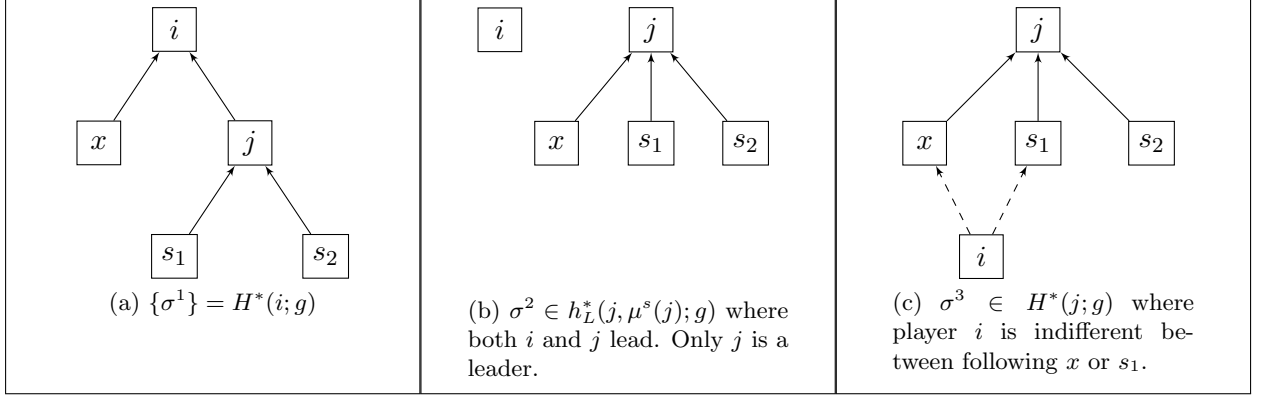 i
x
j
s₁
s₂
(a) {σ¹} = H*(i; g)
i
j
x
s₁
s₂
(b) σ² ∈ h*_L(j, μˢ(j); g) where
both i and j lead. Only j is a
leader.
j
x
s₁
s₂
i
(c) σ³ ∈ H*(j; g) where
player i is indifferent be-
tween following x or s₁.